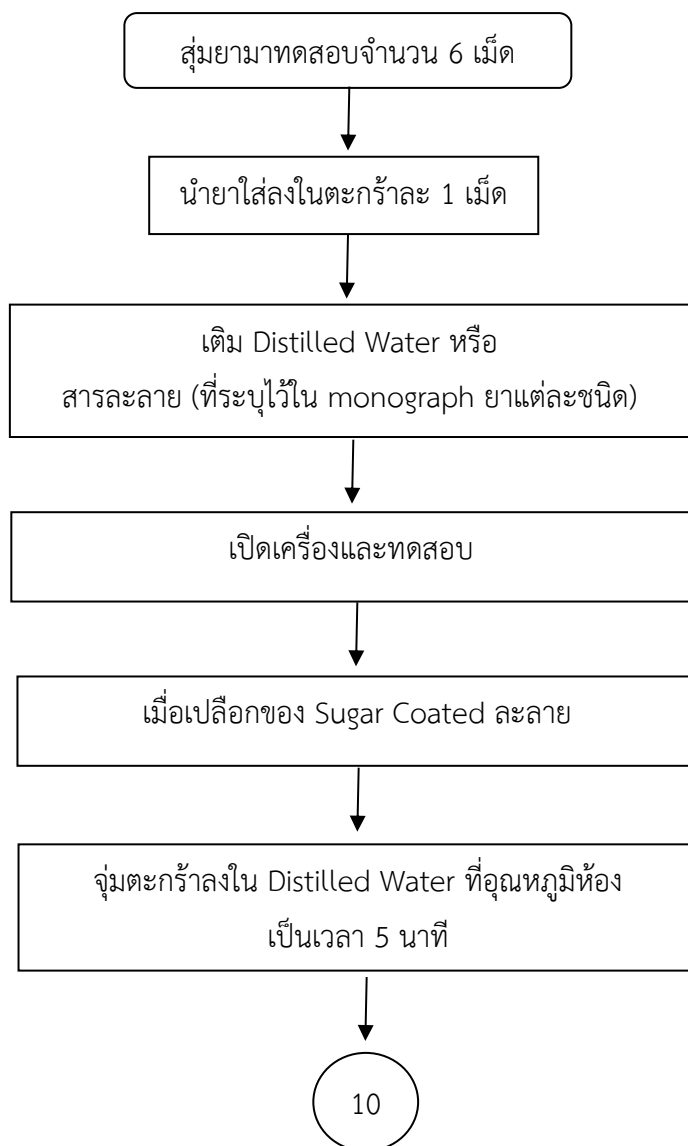 สุ่มยามาทดสอบจำนวน 6 เม็ด
นำยาใส่ลงในตะกร้าละ 1 เม็ด
เติม Distilled Water หรือ
สารละลาย (ที่ระบุไว้ใน monograph ยาแต่ละชนิด)
เปิดเครื่องและทดสอบ
เมื่อเปลือกของ Sugar Coated ละลาย
จุ่มตะกร้าลงใน Distilled Water ที่อุณหภูมิห้อง
เป็นเวลา 5 นาที
10